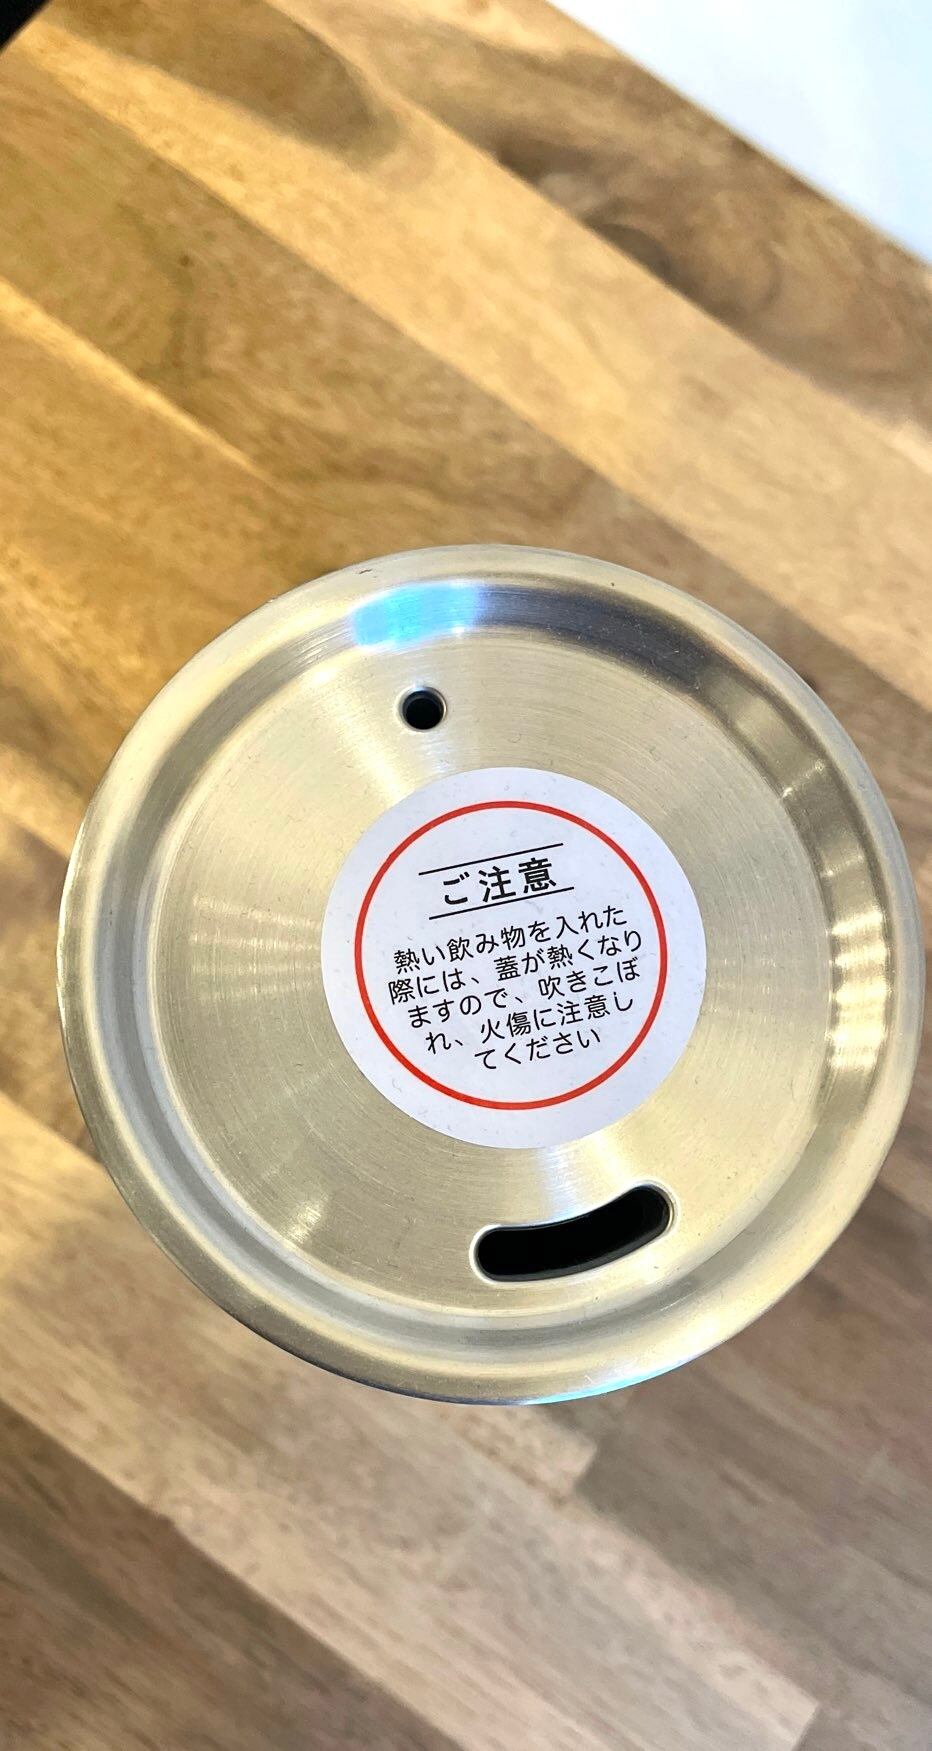 ご注意
熱い飲み物を入れた
際には、蓋が熱くなり
ますので、吹きこぼ
れ、火傷に注意し
てください